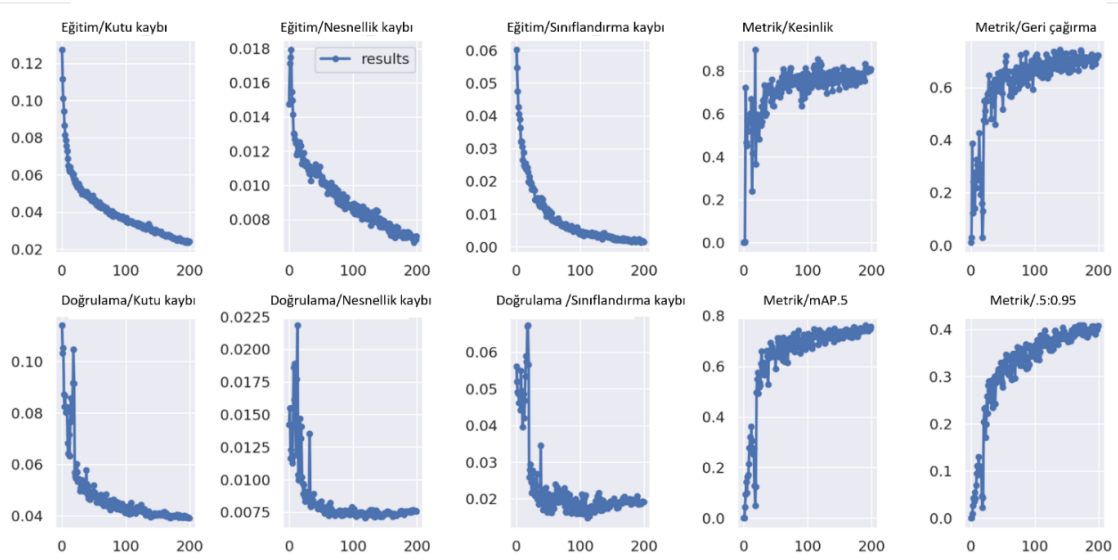 Eğitim/Kutu kaybı
Eğitim/Nesnellik kaybı
Eğitim/Sınıflandırma kaybı
Metrik/Kesinlik
Metrik/Geri çağırma
0.12
0.10
0.08
0.06
0.04
0.02
0 100 200
0.018
0.016
0.014
0.012
0.010
0.008
results
0 100 200
0.06
0.05
0.04
0.03
0.02
0.01
0.00
0 100 200
0.8
0.6
0.4
0.2
0.0
0 100 200
0.6
0.4
0.2
0.0
0 100 200
Doğrulama/Kutu kaybı
Doğrulama/Nesnellik kaybı
Doğrulama /Sınıflandırma kaybı
Metrik/mAP.5
Metrik/.5:0.95
0.10
0.08
0.06
0.04
0 100 200
0.0225
0.0200
0.0175
0.0150
0.0125
0.0100
0.0075
0 100 200
0.06
0.05
0.04
0.03
0.02
0 100 200
0.8
0.6
0.4
0.2
0.0
0 100 200
0.4
0.3
0.2
0.1
0.0
0 100 200